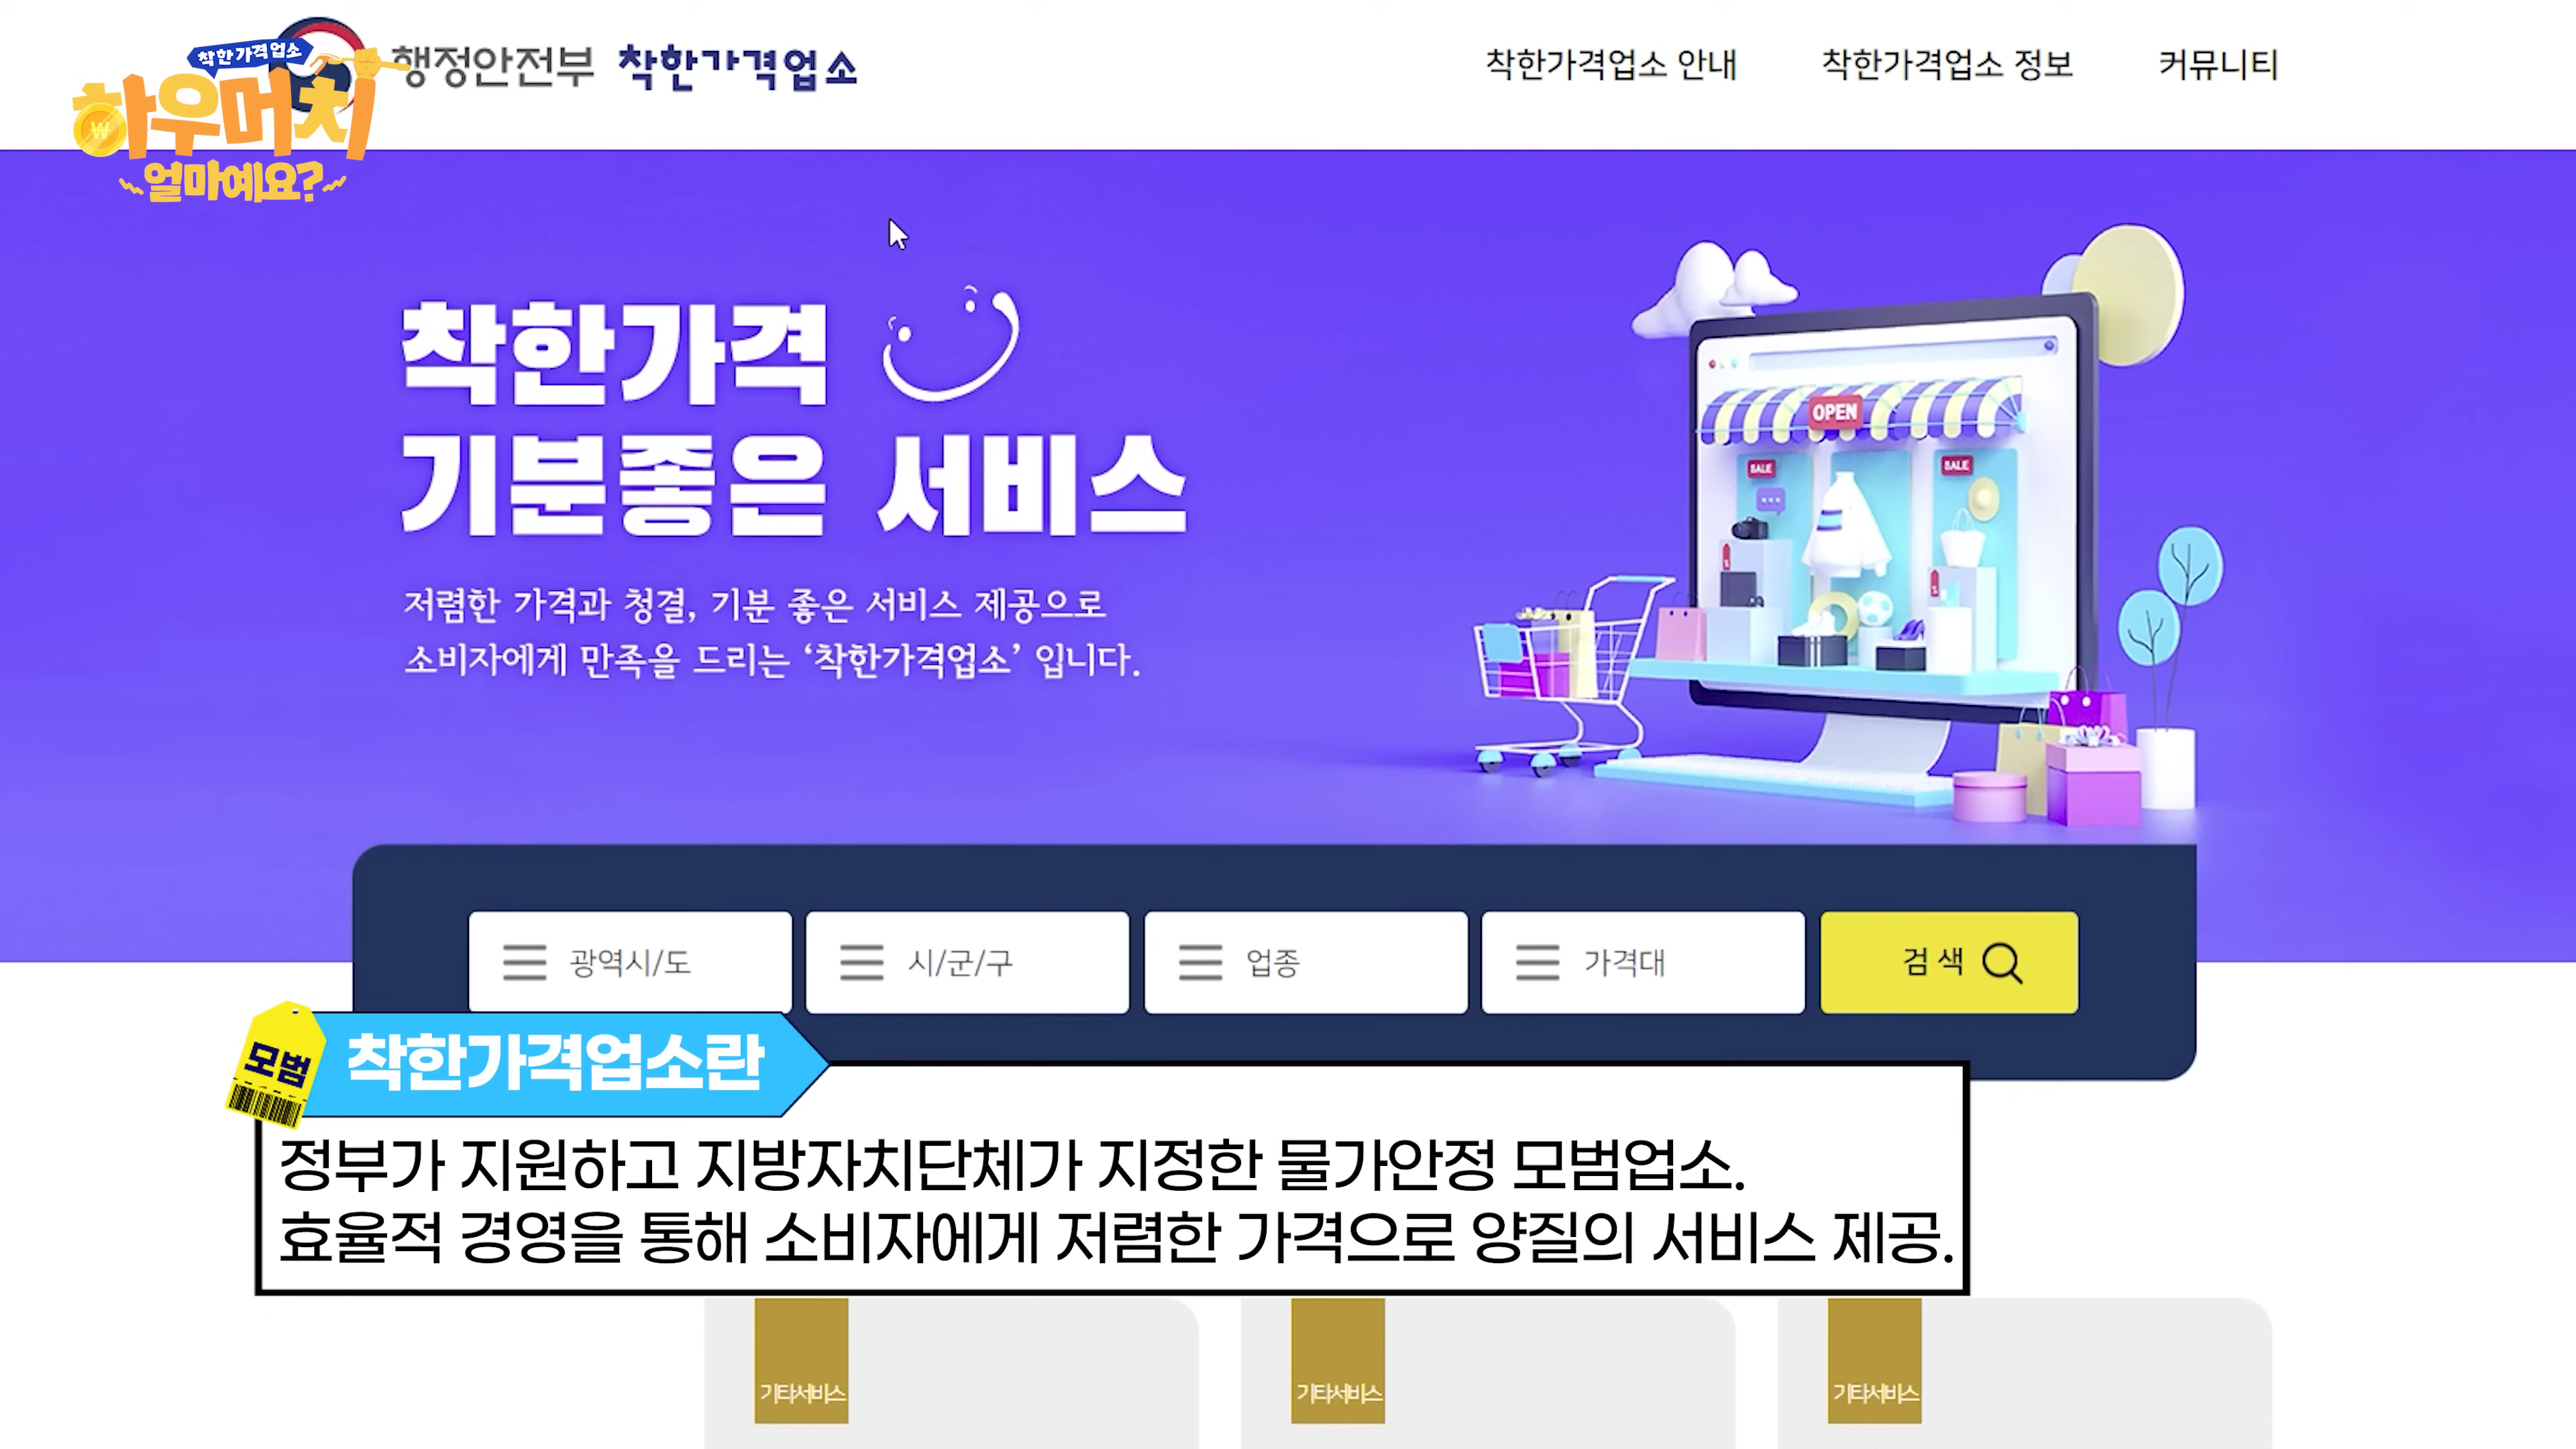 착한가격업소
하우머치
얼마예요?
행정안전부 착한가격업소
착한가격업소 안내 착한가격업소 정보 커뮤니티
착한가격
기분좋은 서비스
저렴한 가격과 청결, 기분 좋은 서비스 제공으로
소비자에게 만족을 드리는 ‘착한가격업소’ 입니다.
OPEN
SALE SALE
광역시/도 시/군/구 업종 가격대 검색
모범
착한가격업소란
정부가 지원하고 지방자치단체가 지정한 물가안정 모범업소.
효율적 경영을 통해 소비자에게 저렴한 가격으로 양질의 서비스 제공.
기타서비스 기타서비스 기타서비스